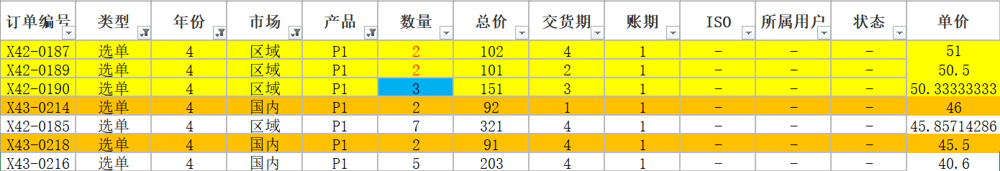 订单编号 类型 年份 市场 产品 数量 总价 交货期 账期 ISO 所属用户 状态 单价
X42-0187 选单 4 区域 P1 2 102 4 1 - - - 51
X42-0189 选单 4 区域 P1 2 101 2 1 - - - 50.5
X42-0190 选单 4 区域 P1 3 151 3 1 - - - 50.33333333
X43-0214 选单 4 国内 P1 2 92 1 1 - - - 46
X42-0185 选单 4 区域 P1 7 321 4 1 - - - 45.85714286
X43-0218 选单 4 国内 P1 2 91 4 1 - - - 45.5
X43-0216 选单 4 国内 P1 5 203 4 1 - - - 40.6